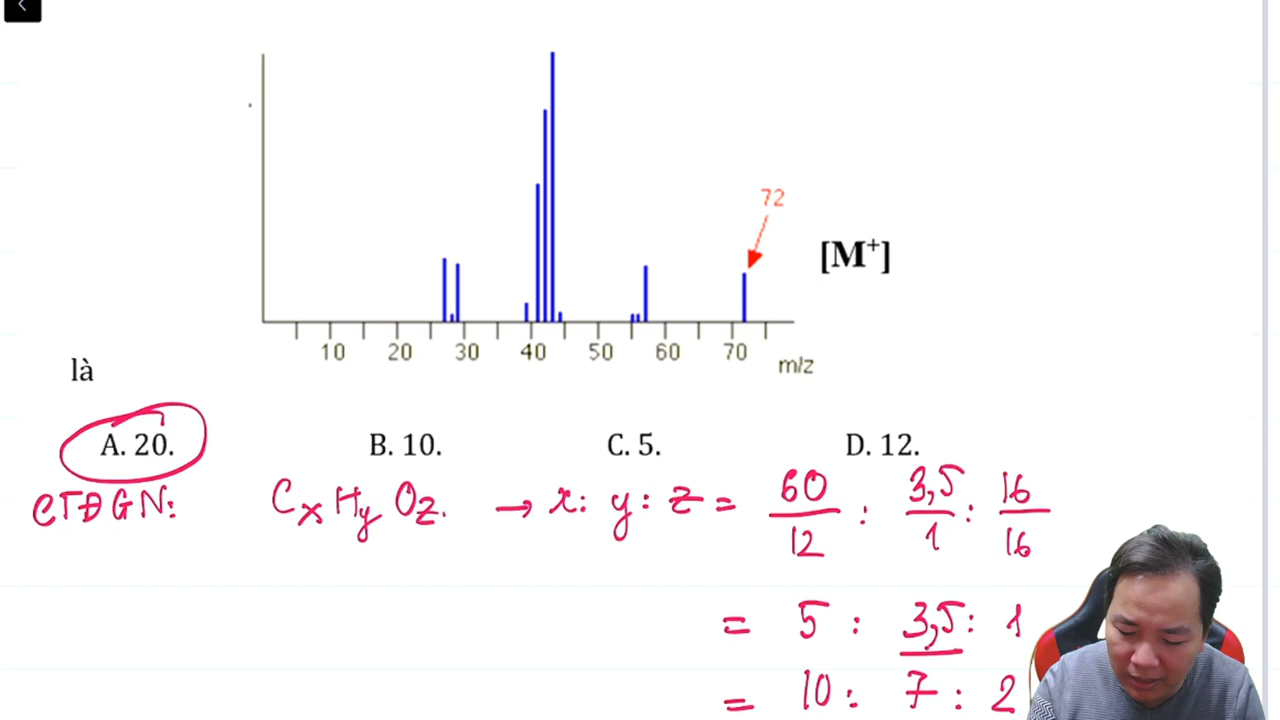 72
[M⁺]
10 20 30 40 50 60 70
m/z
là
A. 20. B. 10. C. 5. D. 12.
CTĐGN: CₓHᵧO_z. → x: y: z = 60/12 : 3,5/1 : 16/16
= 5 : 3,5 : 1
= 10 : 7 : 2